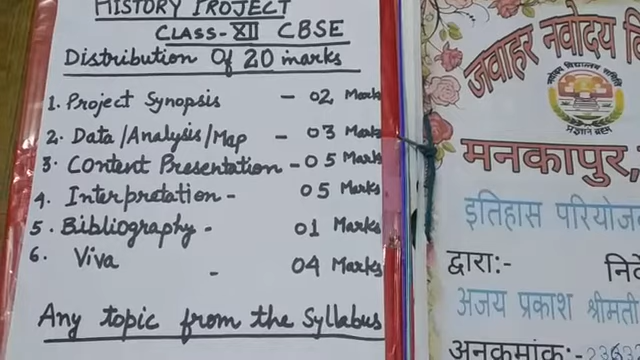 HISTORY PROJECT
CLASS-XII CBSE
Distribution of 20 marks
1. Project Synopsis - 02 Marks
2. Data/Analysis/Map - 03 Marks
3. Content Presentation - 05 Marks
4. Interpretation - 05 Marks
5. Bibliography - 01 Marks
6. Viva - 04 Marks
Any topic from the Syllabus
जवाहर नवोदय वि
मनकापुर,
इतिहास परियोज
द्वारा:- निर्दे
अजय प्रकाश श्रीमती
अनुक्रमांक:-